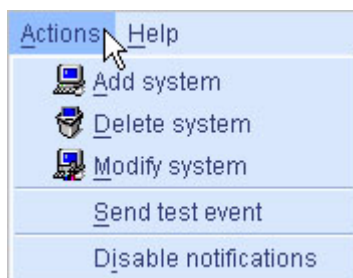 Actions Help
Add system
Delete system
Modify system
Send test event
Disable notifications